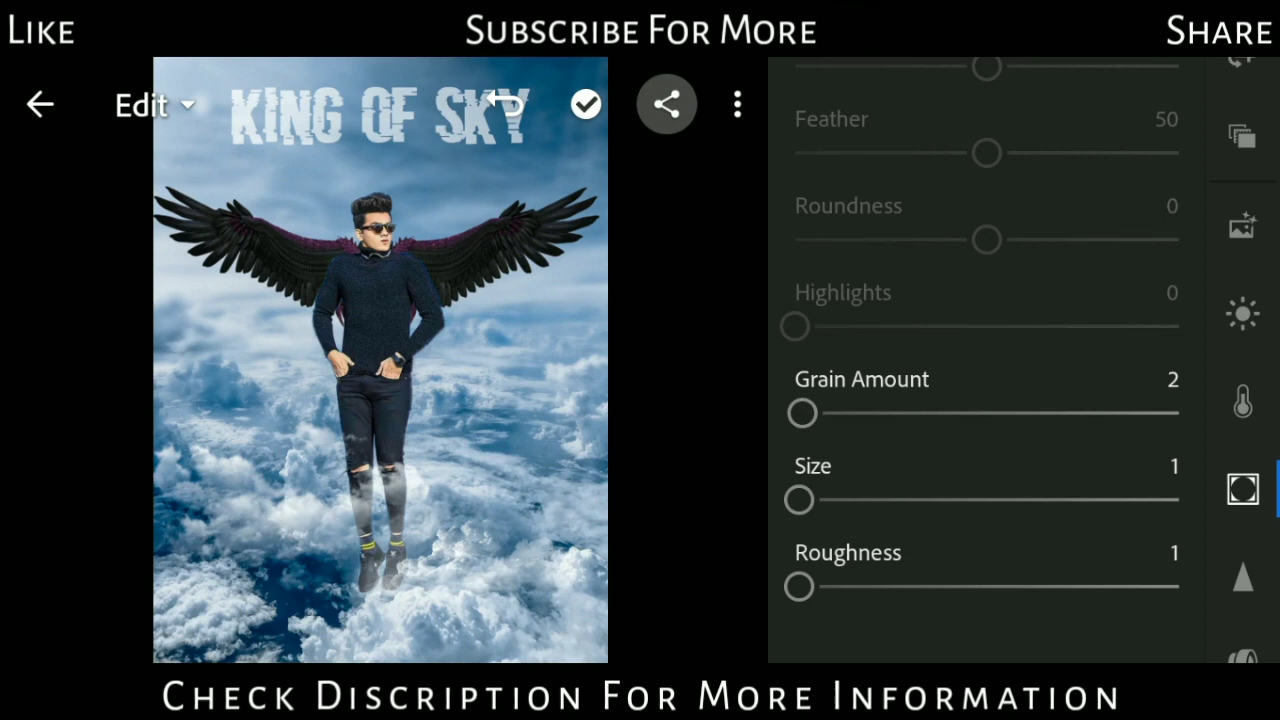 LIKE
SUBSCRIBE FOR MORE
SHARE
Edit
KING OF SKY
Feather 50
Roundness 0
Highlights 0
Grain Amount 2
Size 1
Roughness 1
CHECK DISCRIPTION FOR MORE INFORMATION